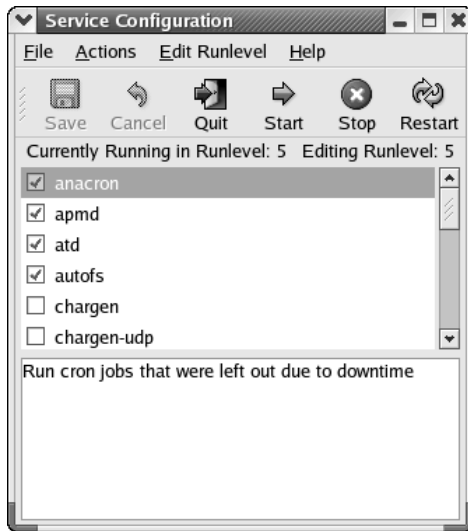 Service Configuration
File Actions Edit Runlevel Help
Save Cancel Quit Start Stop Restart
Currently Running in Runlevel: 5 Editing Runlevel: 5
anacron
apmd
atd
autofs
chargen
chargen-udp
Run cron jobs that were left out due to downtime